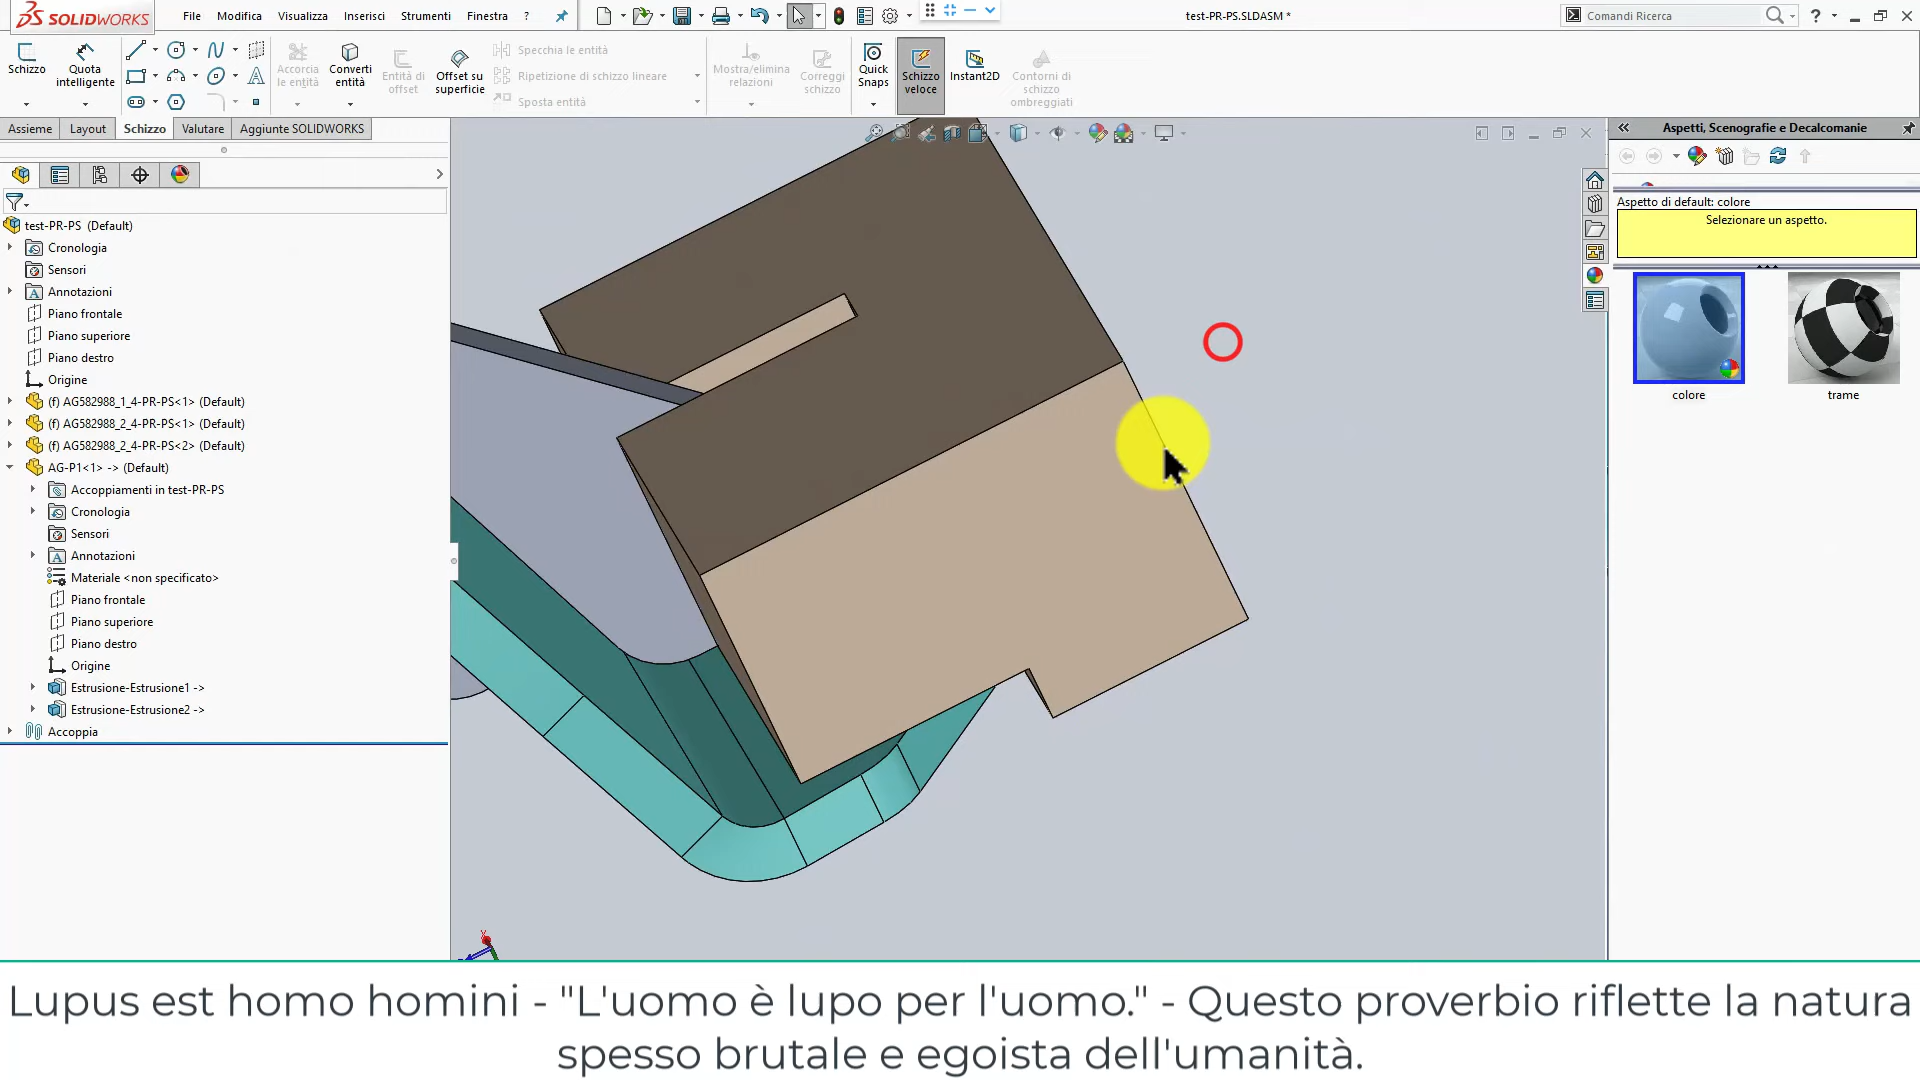 SOLIDWORKS
File Modifica Visualizza Inserisci Strumenti Finestra ?
test-PR-PS.SLDASM *
Comandi Ricerca
?
Schizzo
Quota intelligente
Accorcia le entità
Converti entità
Entità di offset
Offset su superficie
Specchia le entità
Ripetizione di schizzo lineare
Sposta entità
Mostra/elimina relazioni
Correggi schizzo
Quick Snaps
Schizzo veloce
Instant2D
Contorni di schizzo ombreggiati
Assieme Layout Schizzo Valutare Aggiunte SOLIDWORKS
test-PR-PS (Default)
Cronologia
Sensori
Annotazioni
Piano frontale
Piano superiore
Piano destro
Origine
(f) AG582988_1_4-PR-PS<1> (Default)
(f) AG582988_2_4-PR-PS<1> (Default)
(f) AG582988_2_4-PR-PS<2> (Default)
AG-P1<1> -> (Default)
Accoppiamenti in test-PR-PS
Cronologia
Sensori
Annotazioni
Materiale <non specificato>
Piano frontale
Piano superiore
Piano destro
Origine
Estrusione-Estrusione1 ->
Estrusione-Estrusione2 ->
Accoppia
Aspetti, Scenografie e Decalcomanie
Aspetto di default: colore
Selezionare un aspetto.
colore
trame
Lupus est homo homini - "L'uomo è lupo per l'uomo." - Questo proverbio riflette la natura
spesso brutale e egoista dell'umanità.